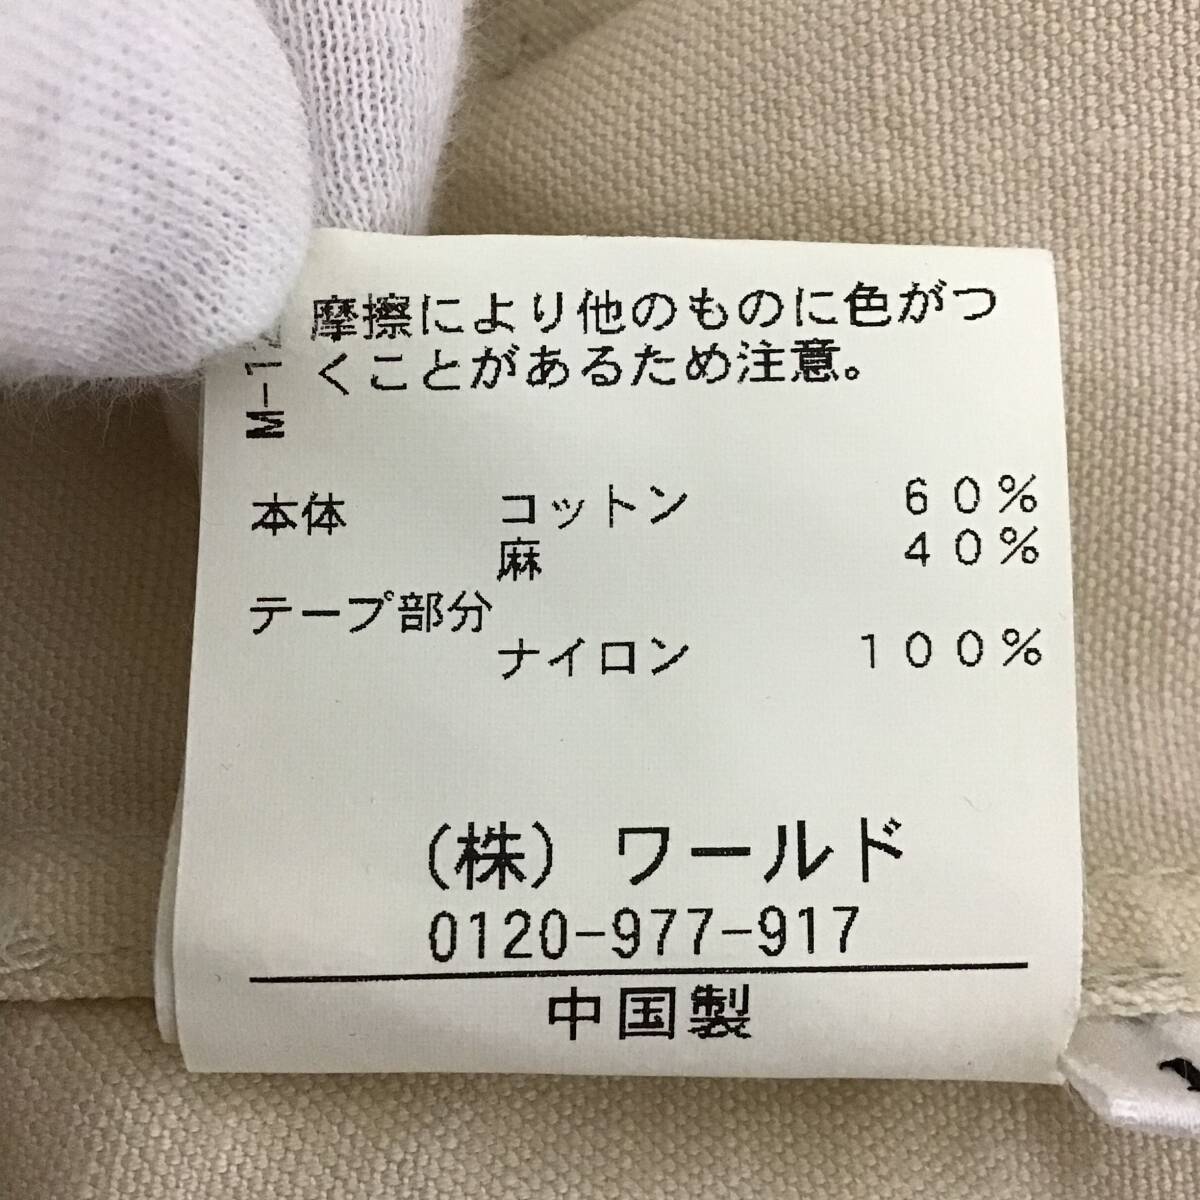 摩擦により他のものに色がつ
くことがあるため注意。
本体 コットン 60%
麻 40%
テープ部分
ナイロン 100%
(株) ワールド
0120-977-917
中国製